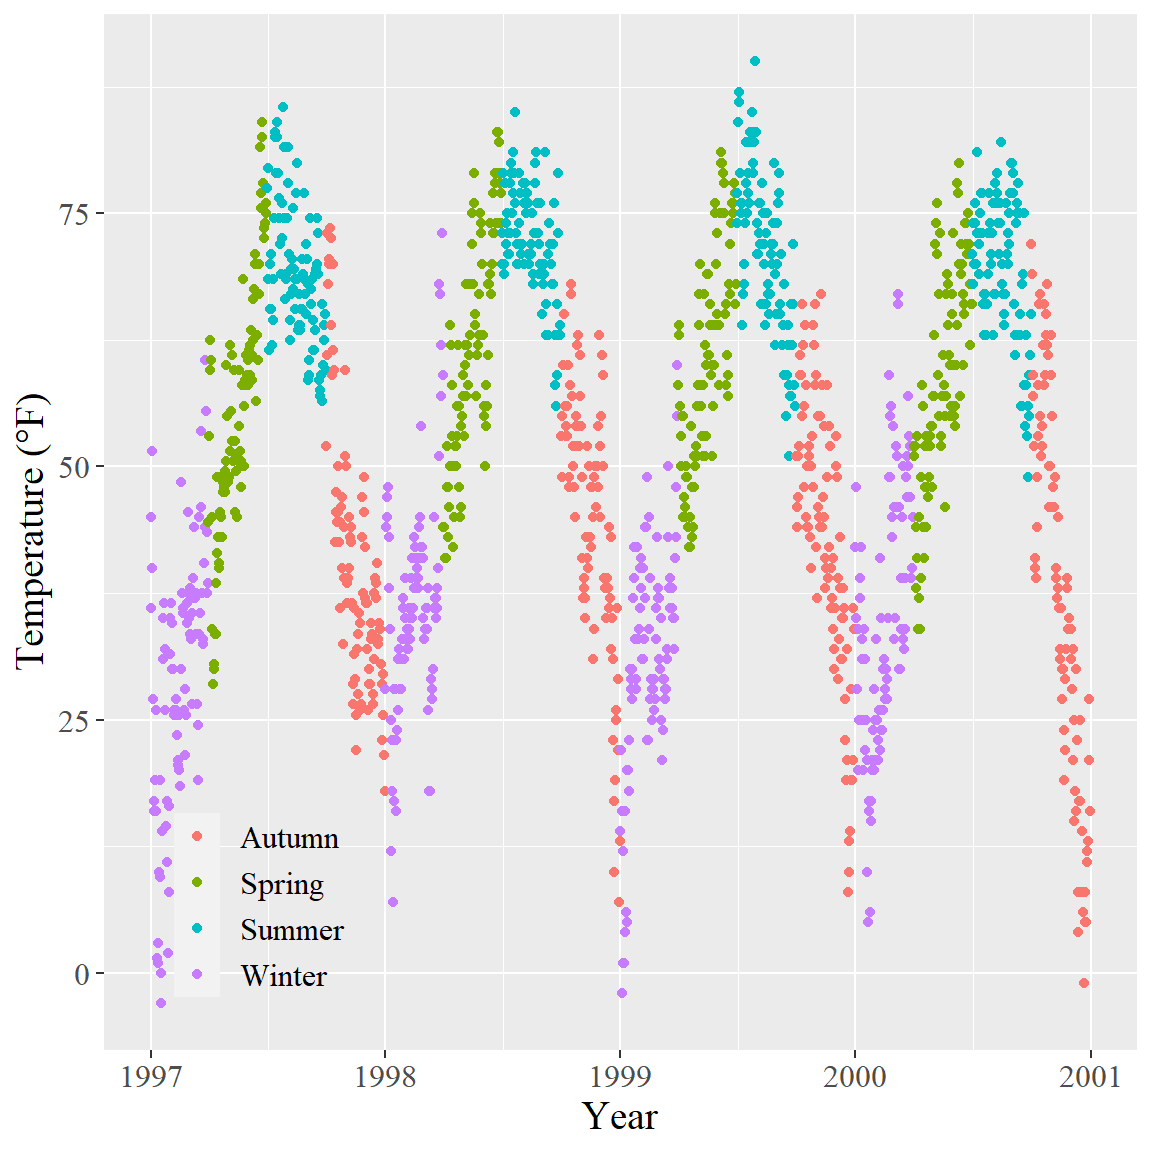 75
50
25
0
Temperature (°F)
Autumn
Spring
Summer
Winter
1997 1998 1999 2000 2001
Year